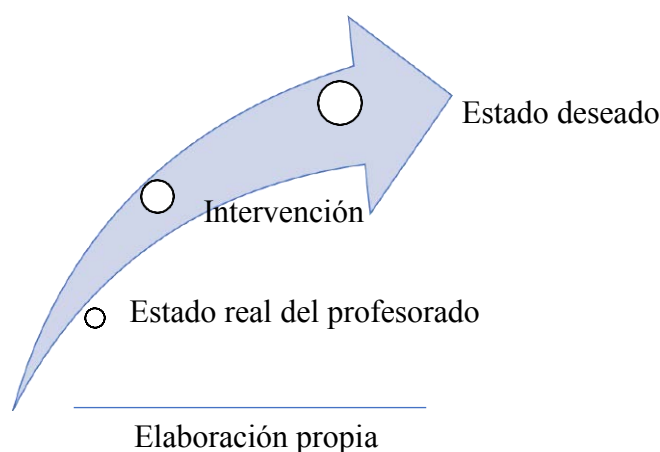 Estado deseado
Intervención
Estado real del profesorado
Elaboración propia